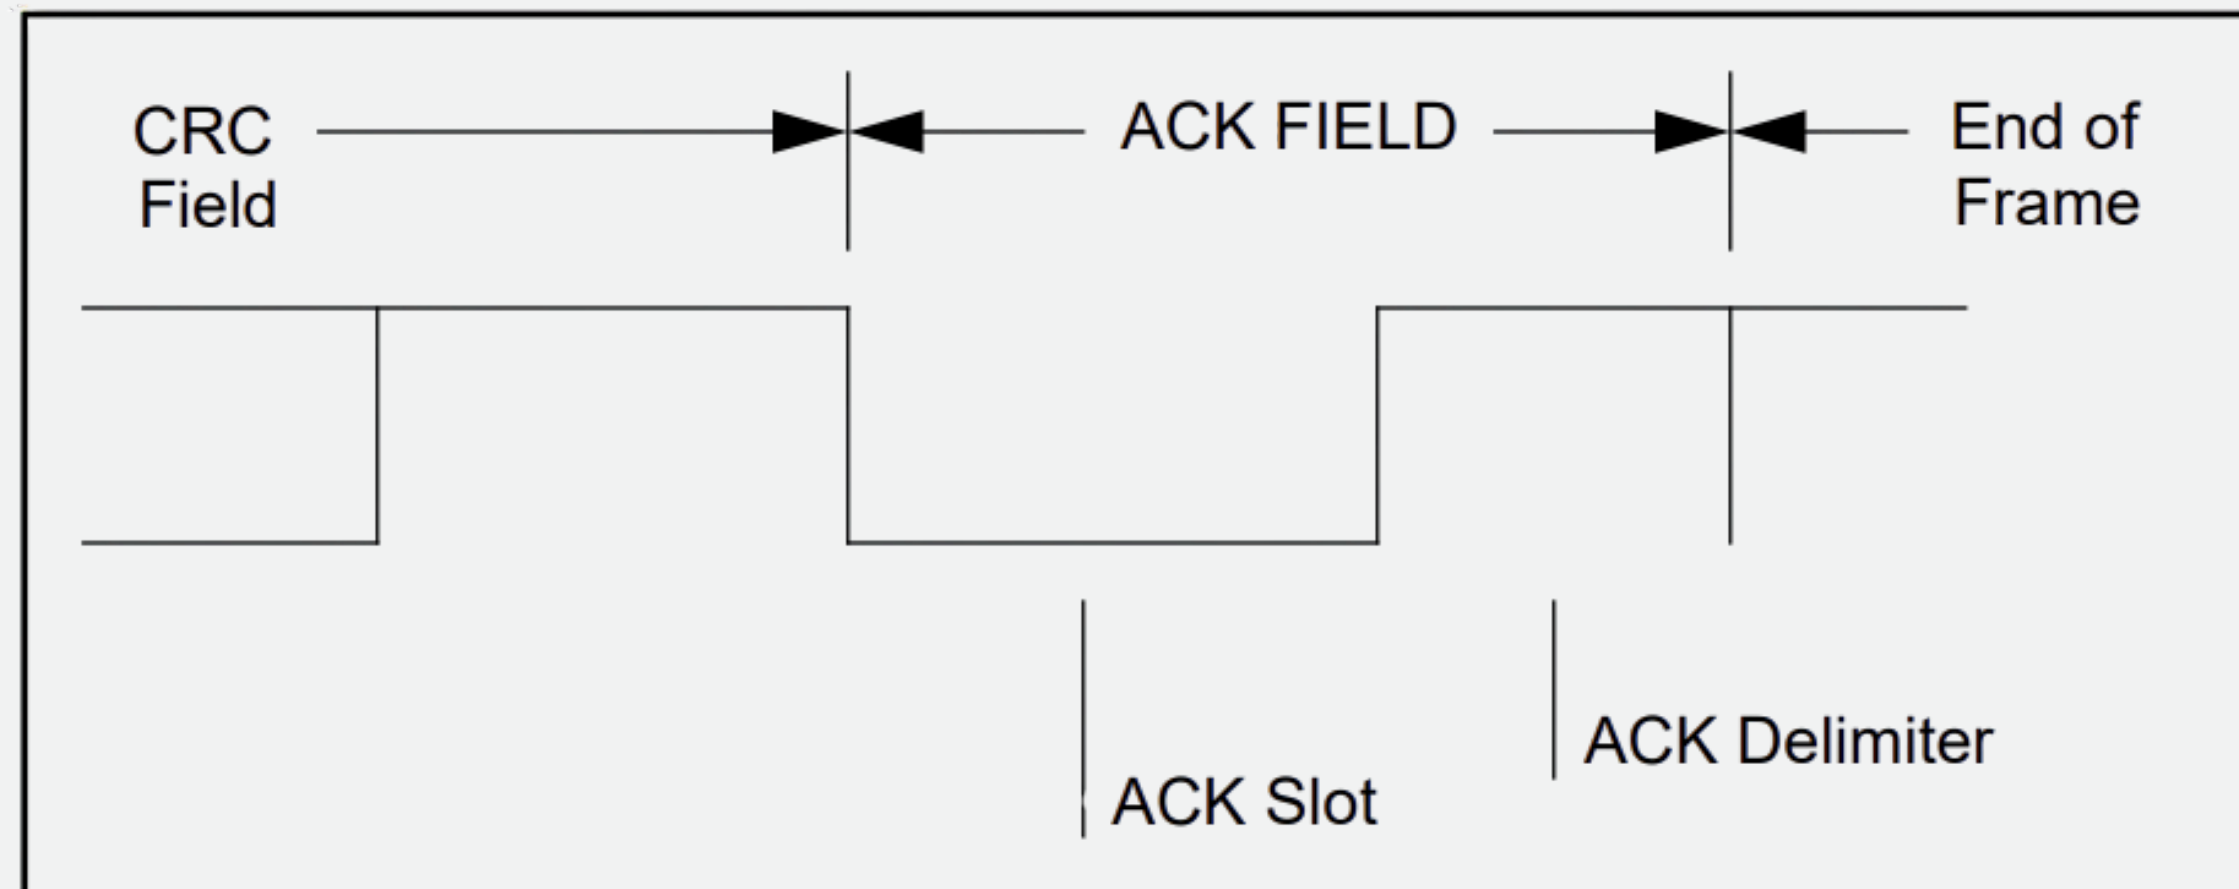 CRC
Field
ACK FIELD
End of
Frame
ACK Delimiter
ACK Slot